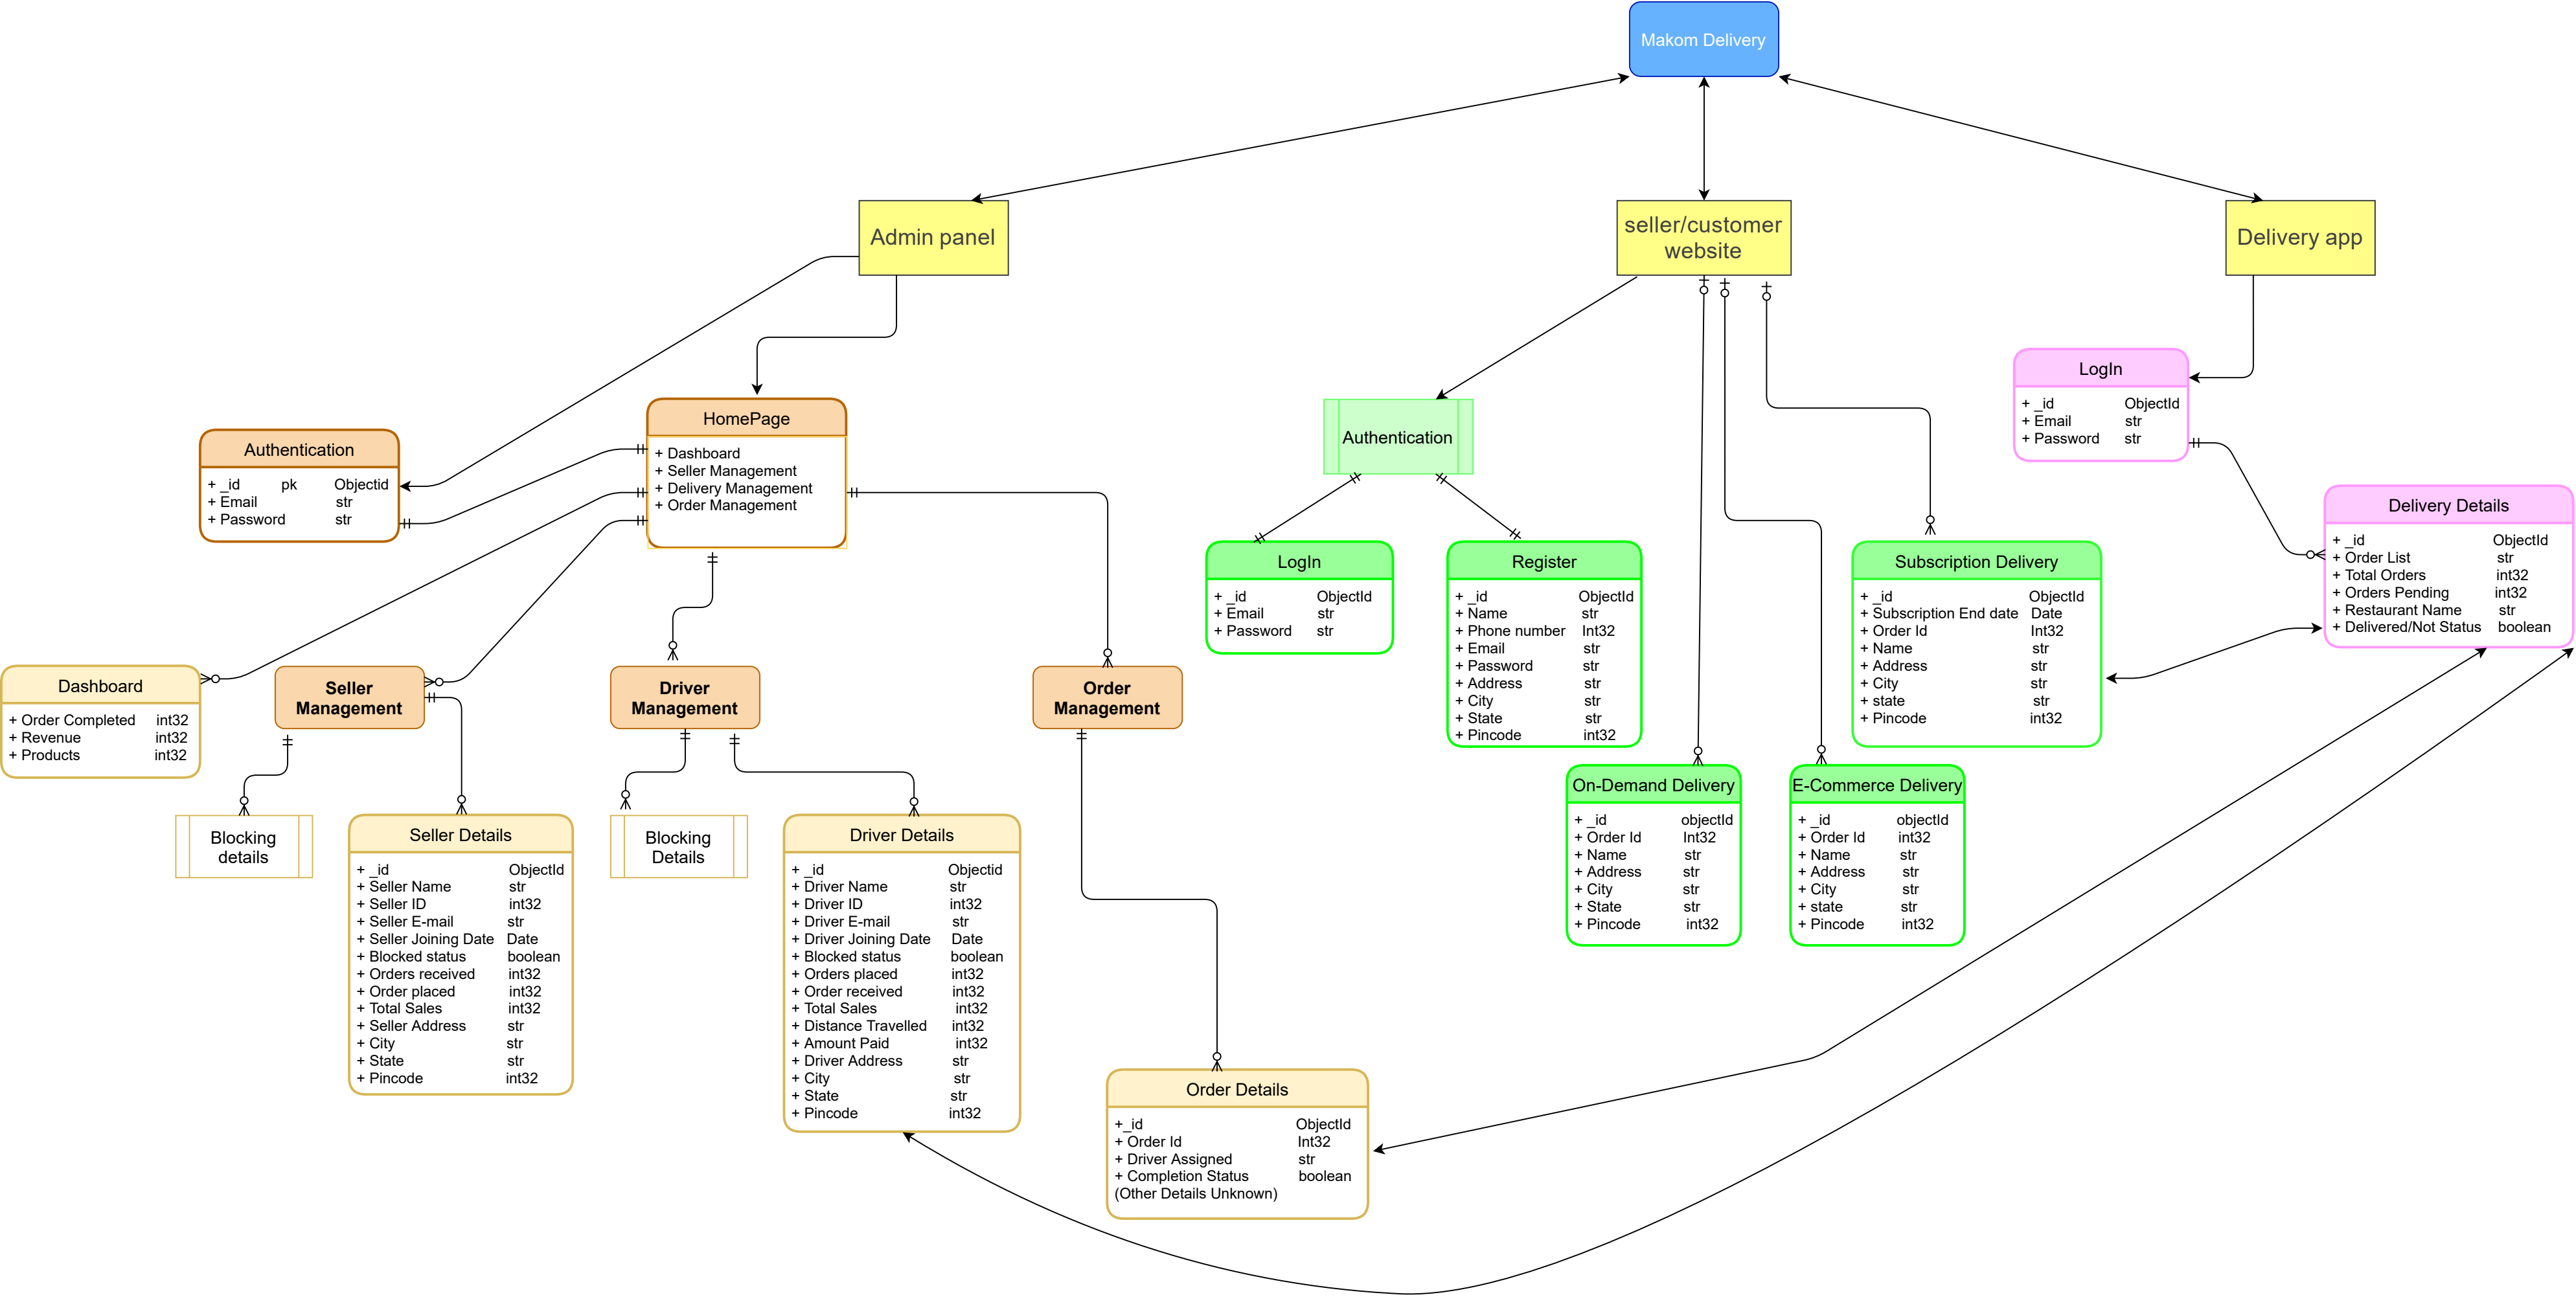 Makom Delivery
Admin panel
seller/customer
website
Delivery app
Authentication
+ _id pk Objectid
+ Email str
+ Password str
HomePage
+ Dashboard
+ Seller Management
+ Delivery Management
+ Order Management
Authentication
LogIn
+ _id ObjectId
+ Email str
+ Password str
Delivery Details
+ _id ObjectId
+ Order List str
+ Total Orders int32
+ Orders Pending int32
+ Restaurant Name str
+ Delivered/Not Status boolean
LogIn
+ _id ObjectId
+ Email str
+ Password str
Register
+ _id ObjectId
+ Name str
+ Phone number Int32
+ Email str
+ Password str
+ Address str
+ City str
+ State str
+ Pincode int32
Subscription Delivery
+ _id ObjectId
+ Subscription End date Date
+ Order Id Int32
+ Name str
+ Address str
+ City str
+ state str
+ Pincode int32
Dashboard
+ Order Completed int32
+ Revenue int32
+ Products int32
Seller
Management
Driver
Management
Order
Management
On-Demand Delivery
+ _id objectId
+ Order Id Int32
+ Name str
+ Address str
+ City str
+ State str
+ Pincode int32
E-Commerce Delivery
+ _id objectId
+ Order Id int32
+ Name str
+ Address str
+ City str
+ state str
+ Pincode int32
Blocking
details
Seller Details
+ _id ObjectId
+ Seller Name str
+ Seller ID int32
+ Seller E-mail str
+ Seller Joining Date Date
+ Blocked status boolean
+ Orders received int32
+ Order placed int32
+ Total Sales int32
+ Seller Address str
+ City str
+ State str
+ Pincode int32
Blocking
Details
Driver Details
+ _id Objectid
+ Driver Name str
+ Driver ID int32
+ Driver E-mail str
+ Driver Joining Date Date
+ Blocked status boolean
+ Orders placed int32
+ Order received int32
+ Total Sales int32
+ Distance Travelled int32
+ Amount Paid int32
+ Driver Address str
+ City str
+ State str
+ Pincode int32
Order Details
+_id ObjectId
+ Order Id Int32
+ Driver Assigned str
+ Completion Status boolean
(Other Details Unknown)